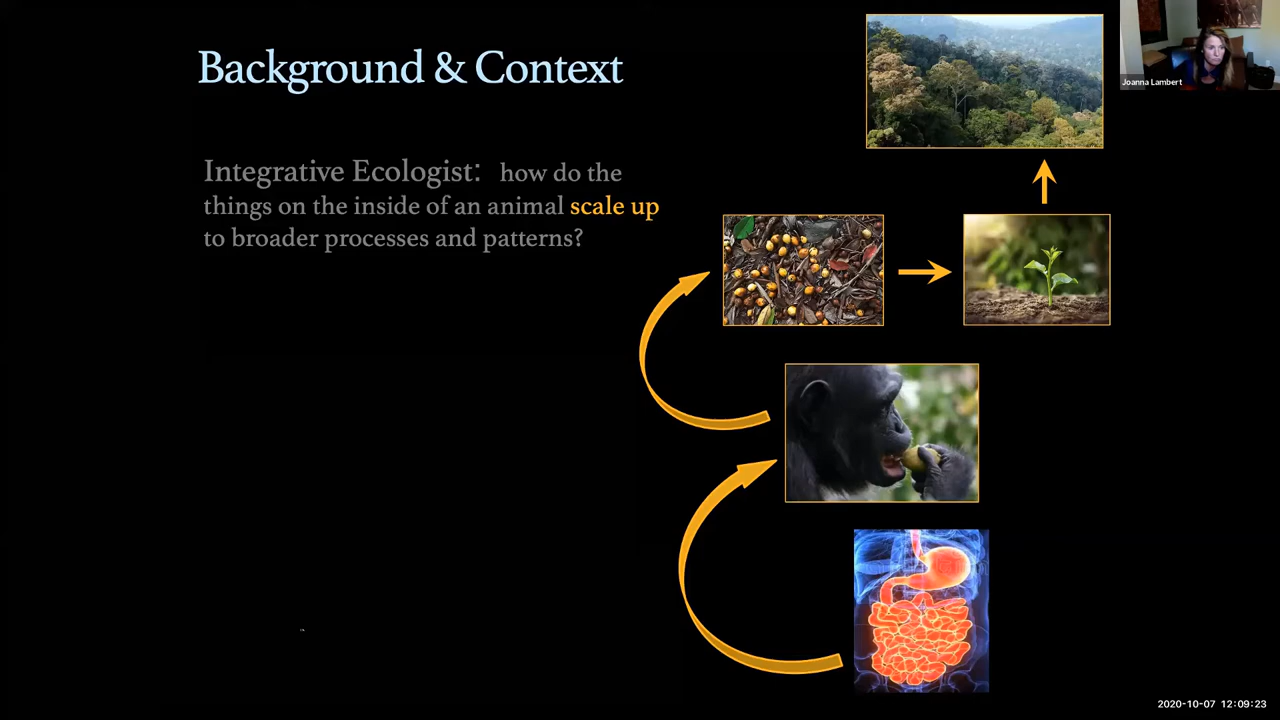 Background & Context
Joanna Lambert
Integrative Ecologist: how do the
things on the inside of an animal scale up
to broader processes and patterns?
2020-10-07 12:09:23